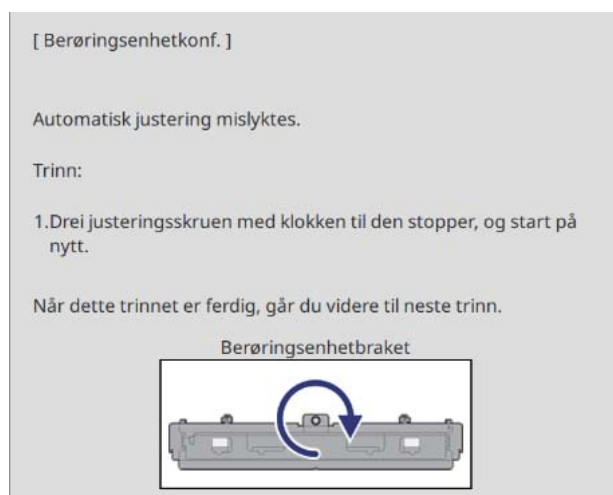 [ Berøringsenhetkonf. ]
Automatisk justering mislyktes.
Trinn:
1.Drei justeringsskruen med klokken til den stopper, og start på
nytt.
Når dette trinnet er ferdig, går du videre til neste trinn.
Berøringsenhetbraket